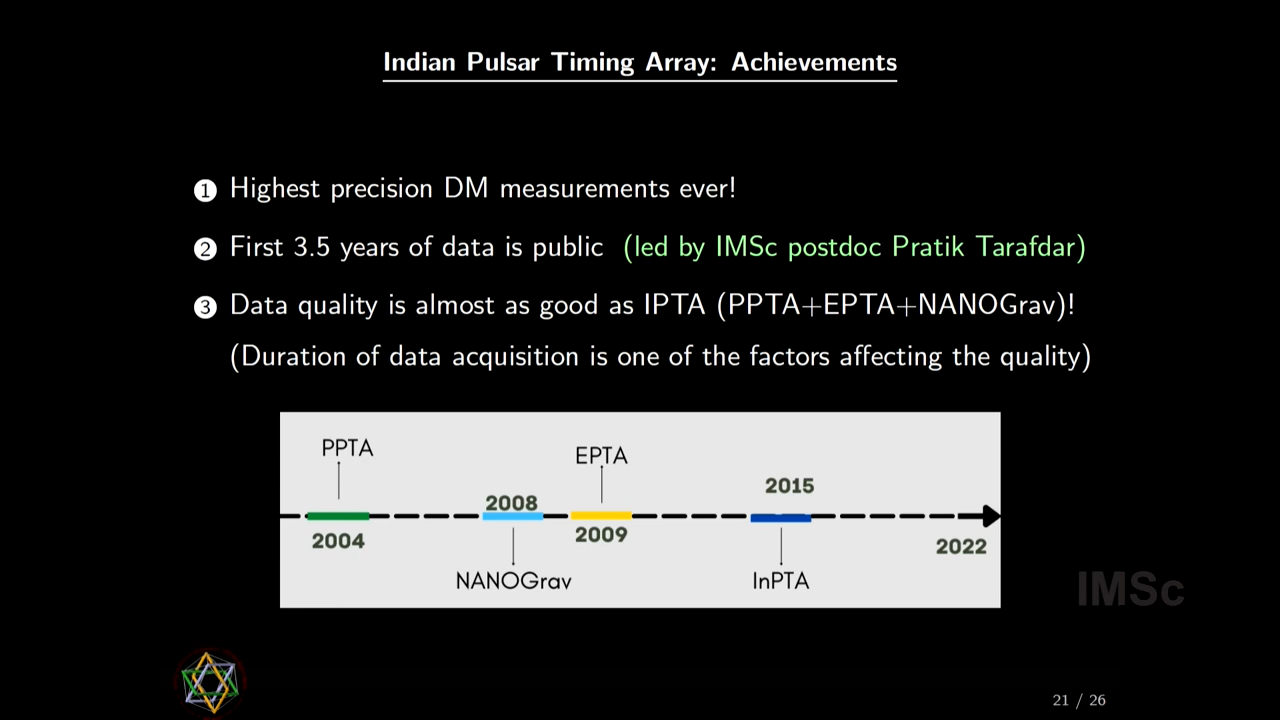 Indian Pulsar Timing Array: Achievements
1 Highest precision DM measurements ever!
2 First 3.5 years of data is public (led by IMSc postdoc Pratik Tarafdar)
3 Data quality is almost as good as IPTA (PPTA+EPTA+NANOGrav)!
(Duration of data acquisition is one of the factors affecting the quality)
PPTA
2004
2008
NANOGrav
EPTA
2009
2015
InPTA
2022
IMSc
21 / 26